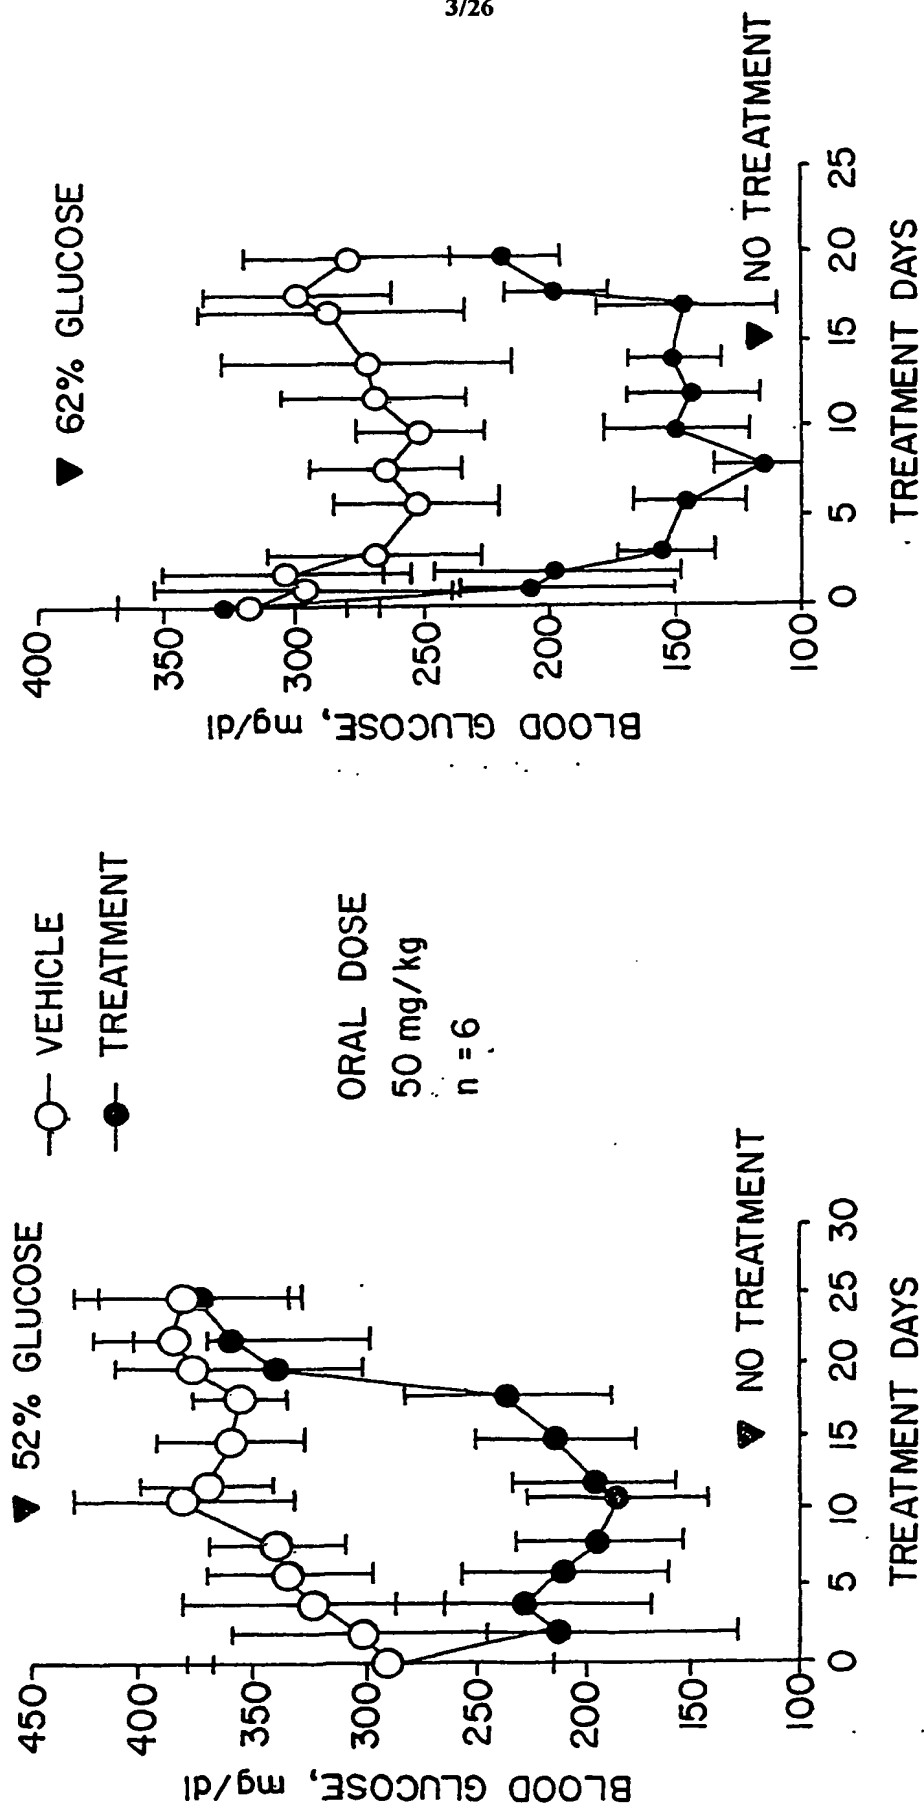 3/26
▼ 52% GLUCOSE
BLOOD GLUCOSE, mg/dl
450
400
350
300
250
200
150
100
0
5
10
15
20
25
30
TREATMENT DAYS
▼ NO TREATMENT
VEHICLE
TREATMENT
ORAL DOSE
50 mg/kg
n = 6
▼ 62% GLUCOSE
BLOOD GLUCOSE, mg/dl
400
350
300
250
200
150
100
0
5
10
15
20
25
TREATMENT DAYS
▼ NO TREATMENT